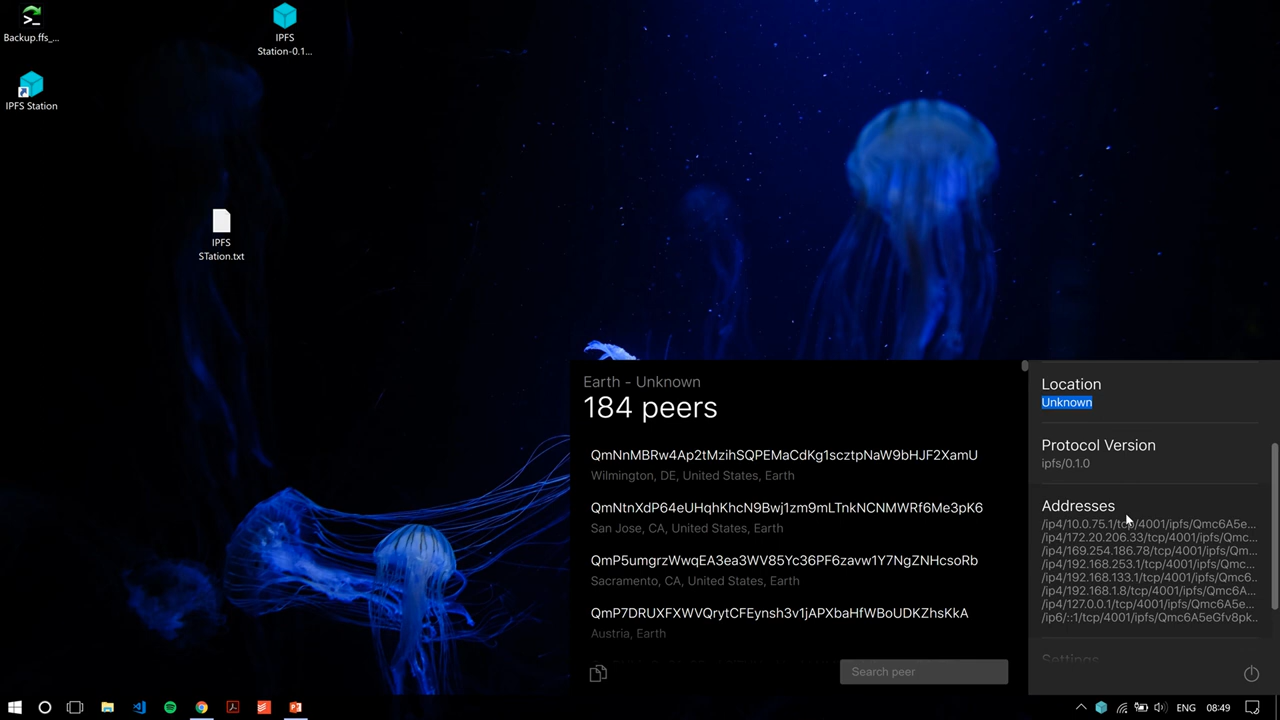 Backup.ffs_...
IPFS
Station-0.1...
IPFS Station
IPFS
STation.txt
Earth - Unknown
184 peers
QmNnMBRw4Ap2tMzihSQPEMaCdKg1scztpNaW9bHJF2XamU
Wilmington, DE, United States, Earth
QmNtnXdP64eUHqhKhcN9Bwj1zm9mLTnkNCNMWRf6Me3pK6
San Jose, CA, United States, Earth
QmP5umgrzWwqEA3ea3WV85Yc36PF6zavw1Y7NgZNHcsoRb
Sacramento, CA, United States, Earth
QmP7DRUXFXWVQrytCFEynsh3v1jAPXbaHfWBoUDKZhsKkA
Austria, Earth
Search peer
Location
Unknown
Protocol Version
ipfs/0.1.0
Addresses
/ip4/10.0.75.1/tcp/4001/ipfs/Qmc6A5e...
/ip4/172.20.206.33/tcp/4001/ipfs/Qmc...
/ip4/169.254.186.78/tcp/4001/ipfs/Qm...
/ip4/192.168.253.1/tcp/4001/ipfs/Qmc...
/ip4/192.168.133.1/tcp/4001/ipfs/Qmc6...
/ip4/192.168.1.8/tcp/4001/ipfs/Qmc6A...
/ip4/127.0.0.1/tcp/4001/ipfs/Qmc6A5e...
/ip6/::1/tcp/4001/ipfs/Qmc6A5eGfv8pk...
Settings
ENG
08:49